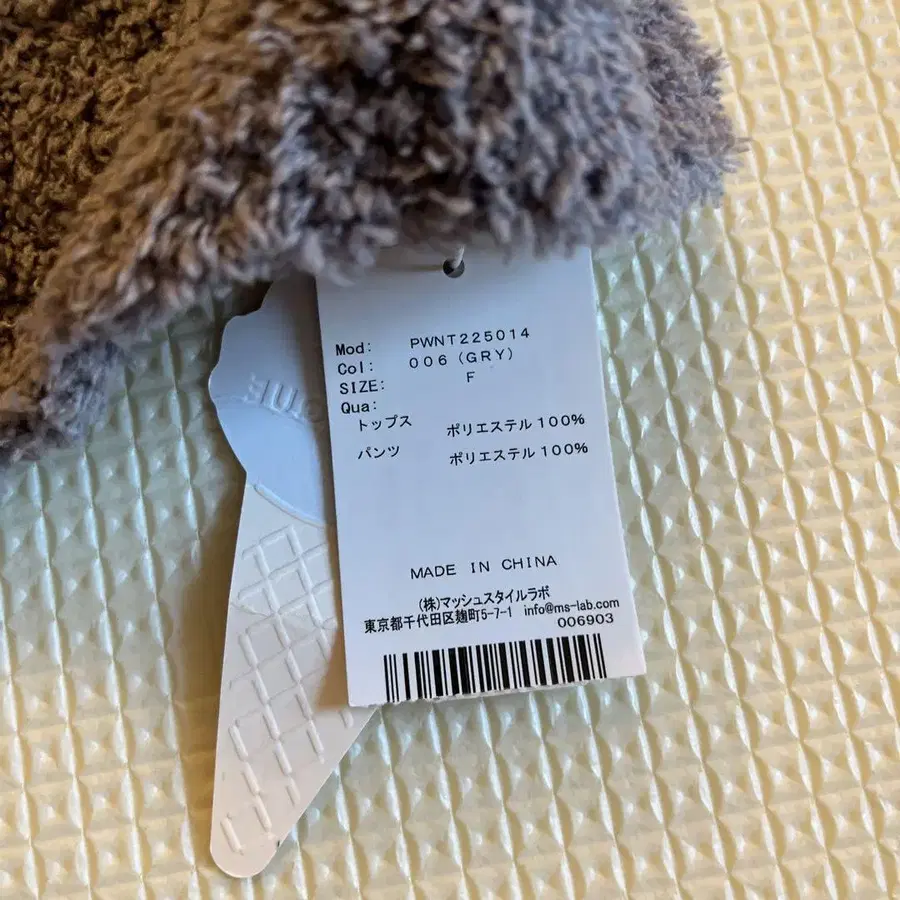 Mod: PWNT225014
Col: 006(GRY)
SIZE: F
Qua:
トップス ポリエステル100%
パンツ ポリエステル100%
MADE IN CHINA
(株)マッシュスタイルラボ
東京都千代田区麹町5-7-1 info@ms-lab.com
006903